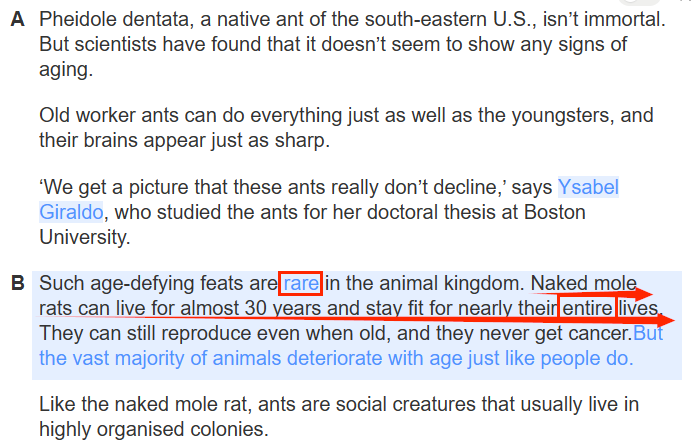 A Pheidole dentata, a native ant of the south-eastern U.S., isn’t immortal.
But scientists have found that it doesn’t seem to show any signs of
aging.
Old worker ants can do everything just as well as the youngsters, and
their brains appear just as sharp.
‘We get a picture that these ants really don’t decline,’ says Ysabel
Giraldo, who studied the ants for her doctoral thesis at Boston
University.
B Such age-defying feats are rare in the animal kingdom. Naked mole
rats can live for almost 30 years and stay fit for nearly their entire lives.
They can still reproduce even when old, and they never get cancer.But
the vast majority of animals deteriorate with age just like people do.
Like the naked mole rat, ants are social creatures that usually live in
highly organised colonies.